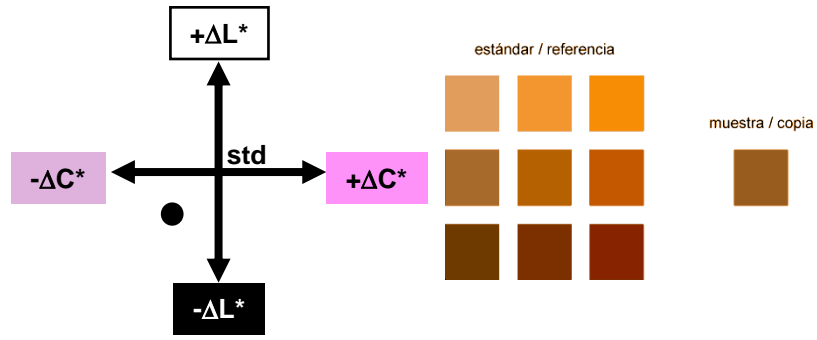 +ΔL*
estándar / referencia
muestra / copia
std
-ΔC*
+ΔC*
-ΔL*